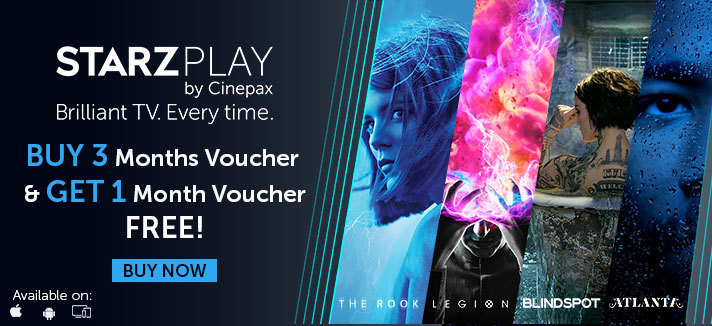 STARZPLAY
by Cinepax
Brilliant TV. Every time.
BUY 3 Months Voucher
& GET 1 Month Voucher
FREE!
BUY NOW
Available on:
THE ROOK
LEGION
BLINDSPOT
ATLANTA